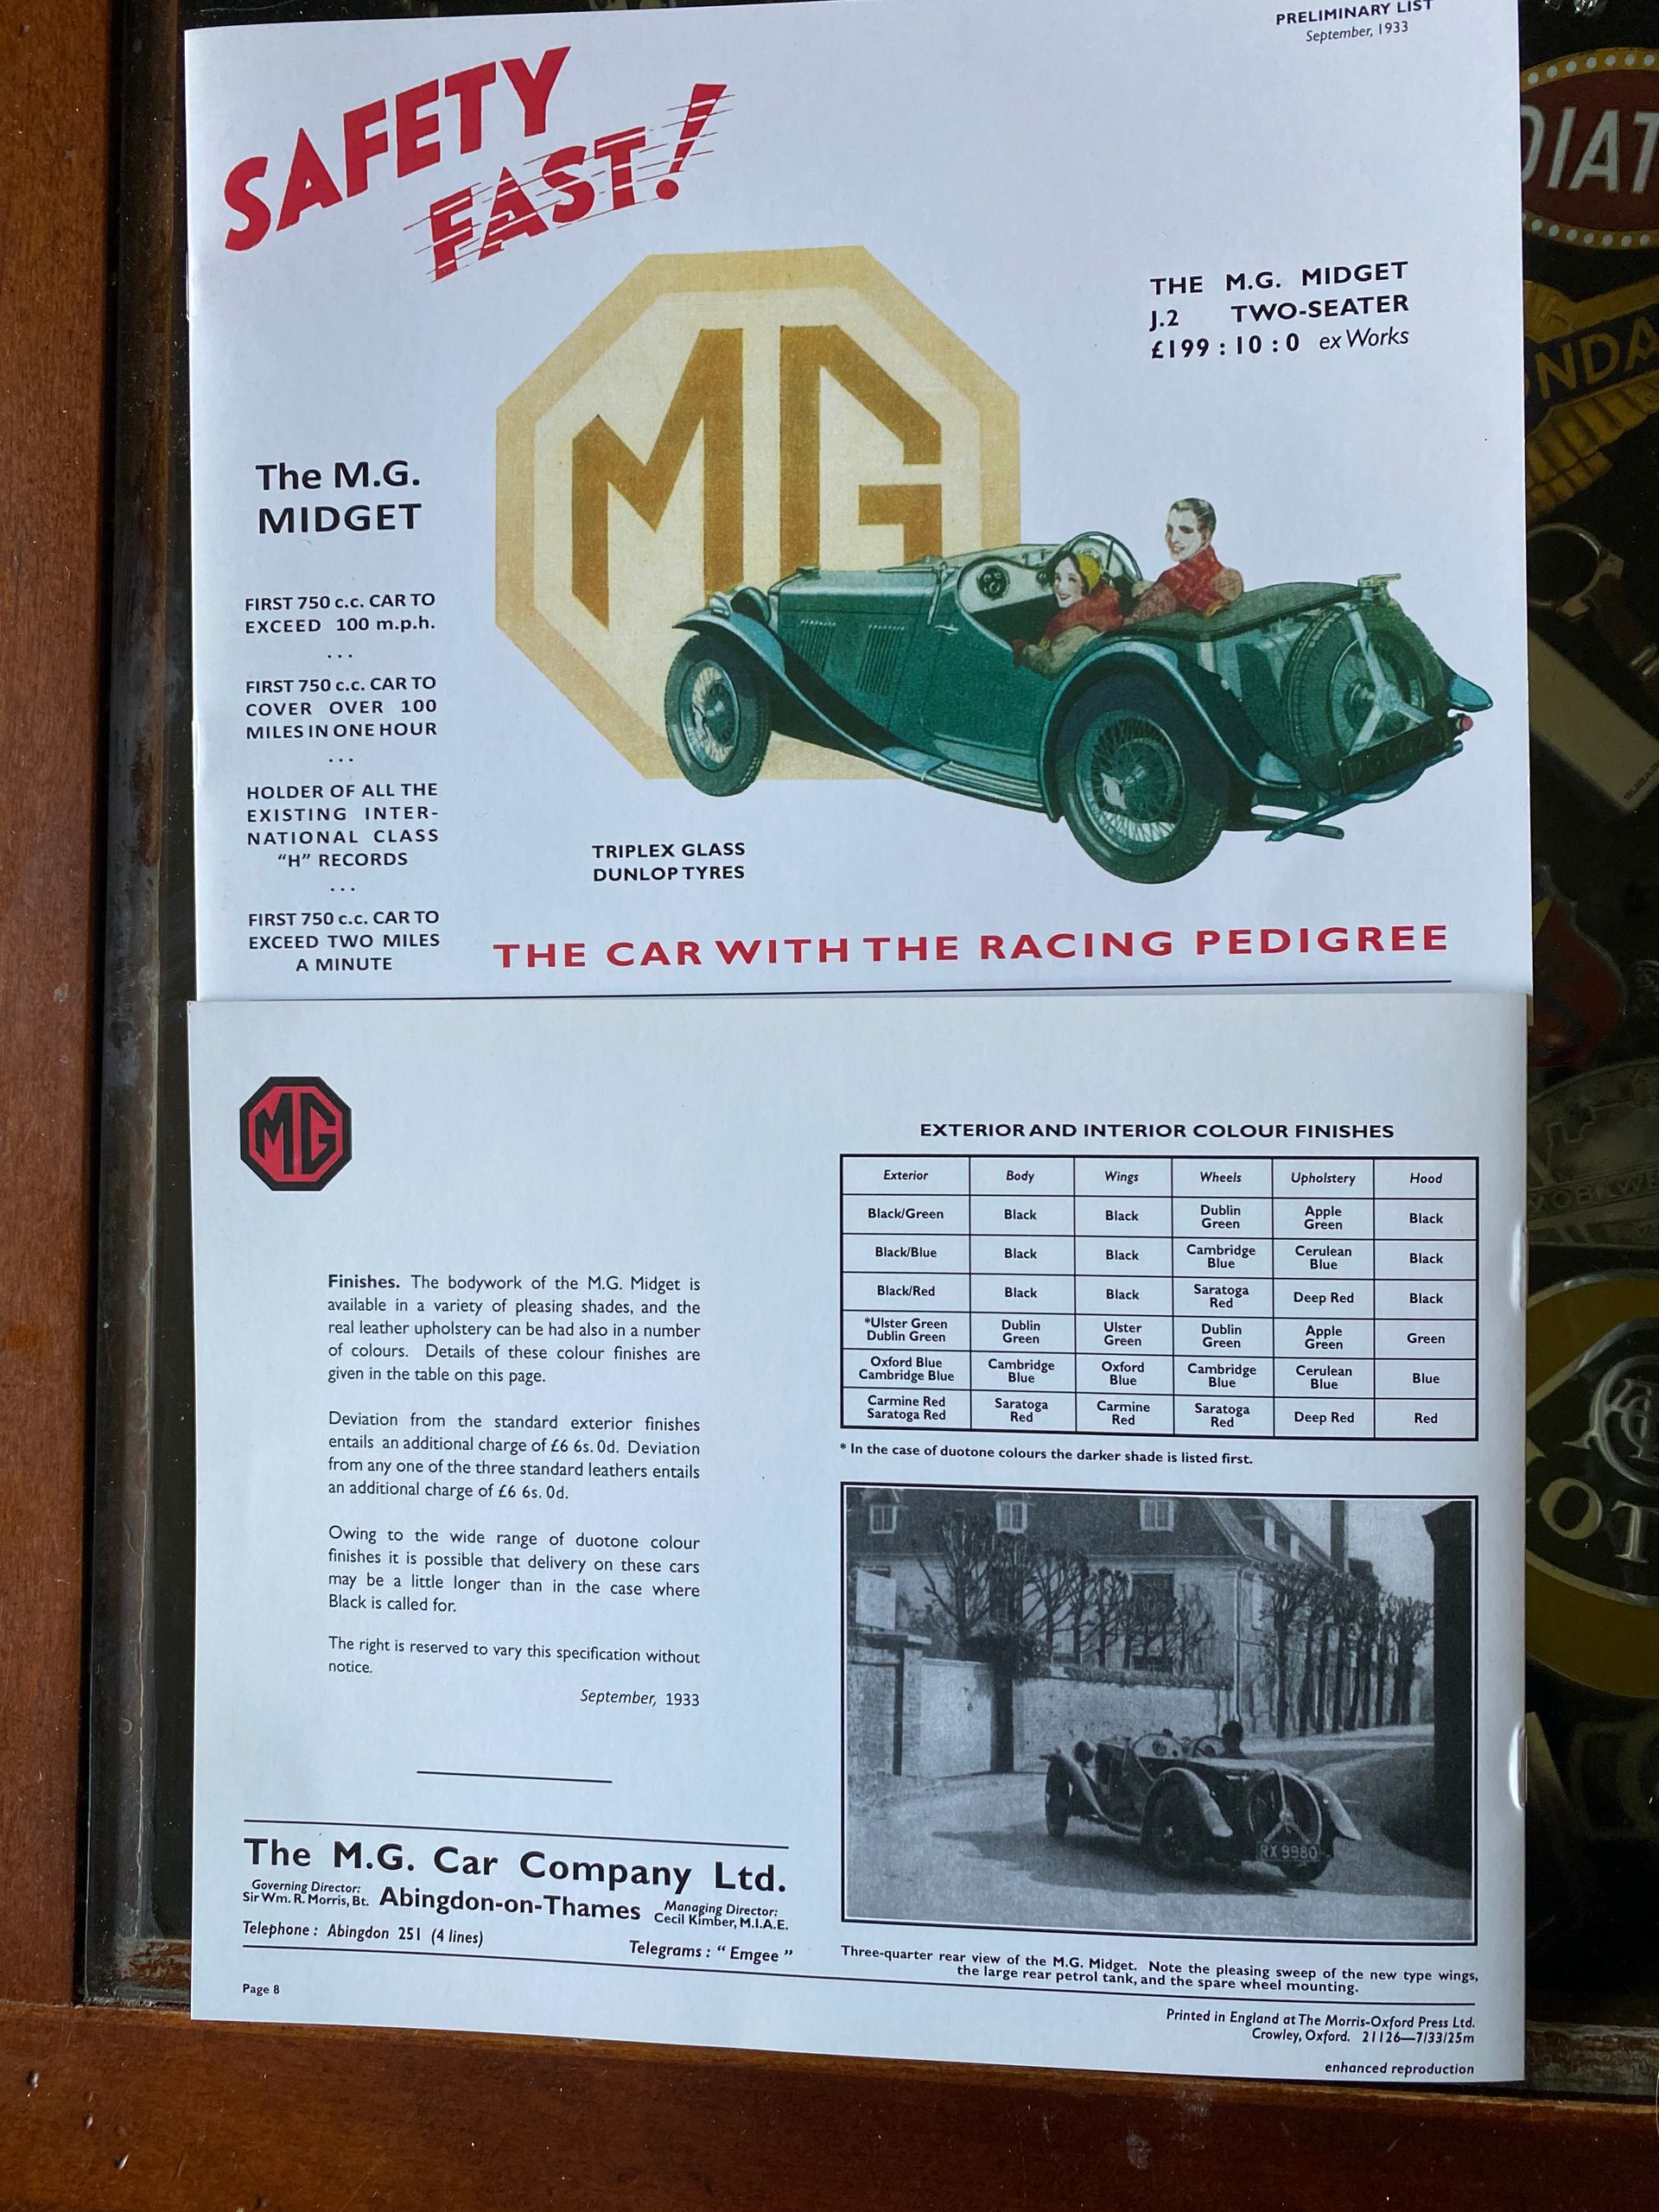 PRELIMINARY LIST
September, 1933
SAFETY
FAST!
MG
THE M.G. MIDGET
J.2 TWO-SEATER
£199 : 10 : 0 ex Works
The M.G.
MIDGET
FIRST 750 c.c. CAR TO
EXCEED 100 m.p.h.
. . .
FIRST 750 c.c. CAR TO
COVER OVER 100
MILES IN ONE HOUR
. . .
HOLDER OF ALL THE
EXISTING INTER-
NATIONAL CLASS
“H” RECORDS
. . .
FIRST 750 c.c. CAR TO
EXCEED TWO MILES
A MINUTE
TRIPLEX GLASS
DUNLOP TYRES
THE CAR WITH THE RACING PEDIGREE
MG
Finishes. The bodywork of the M.G. Midget is
available in a variety of pleasing shades, and the
real leather upholstery can be had also in a number
of colours. Details of these colour finishes are
given in the table on this page.
Deviation from the standard exterior finishes
entails an additional charge of £6 6s. 0d. Deviation
from any one of the three standard leathers entails
an additional charge of £6 6s. 0d.
Owing to the wide range of duotone colour
finishes it is possible that delivery on these cars
may be a little longer than in the case where
Black is called for.
The right is reserved to vary this specification without
notice.
September, 1933
The M.G. Car Company Ltd.
Governing Director:
Sir Wm. R. Morris, Bt.
Abingdon-on-Thames
Managing Director:
Cecil Kimber, M.I.A.E.
Telephone : Abingdon 251 (4 lines)
Telegrams : “ Emgee ”
Page 8
EXTERIOR AND INTERIOR COLOUR FINISHES
Exterior Body Wings Wheels Upholstery Hood
Black/Green Black Black Dublin Green Apple Green Black
Black/Blue Black Black Cambridge Blue Cerulean Blue Black
Black/Red Black Black Saratoga Red Deep Red Black
*Ulster Green Dublin Green Dublin Green Ulster Green Dublin Green Apple Green Green
Oxford Blue Cambridge Blue Cambridge Blue Oxford Blue Cambridge Blue Cerulean Blue Blue
Carmine Red Saratoga Red Saratoga Red Carmine Red Saratoga Red Deep Red Red
* In the case of duotone colours the darker shade is listed first.
RX 9980
Three-quarter rear view of the M.G. Midget. Note the pleasing sweep of the new type wings,
the large rear petrol tank, and the spare wheel mounting.
Printed in England at The Morris-Oxford Press Ltd.
Crowley, Oxford. 21126—7/33/25m
enhanced reproduction